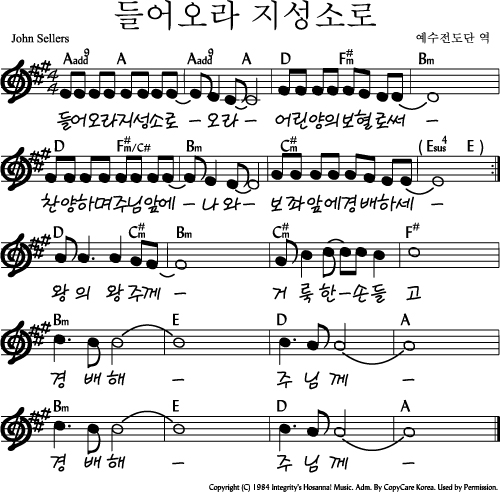 들어오라 지성소로
John Sellers
예수전도단 역
Aadd9 A Aadd9 A D F#m Bm
4/4
들어오라지성소로 - 오라 - 어린양의보혈로써 -
D F#m/C# Bm C#m (Esus4 E )
찬양하며주님앞에 - 나와 - 보좌앞에경배하세 -
D C#m Bm C#m F#
왕 의 왕 주께 - 거 룩 한 - 손들 고
Bm E D A
경 배 해 - 주 님 께 -
Bm E D A
경 배 해 - 주 님 께 -
Copyright (C) 1984 Integrity's Hosanna! Music. Adm. By CopyCare Korea. Used by Permission.